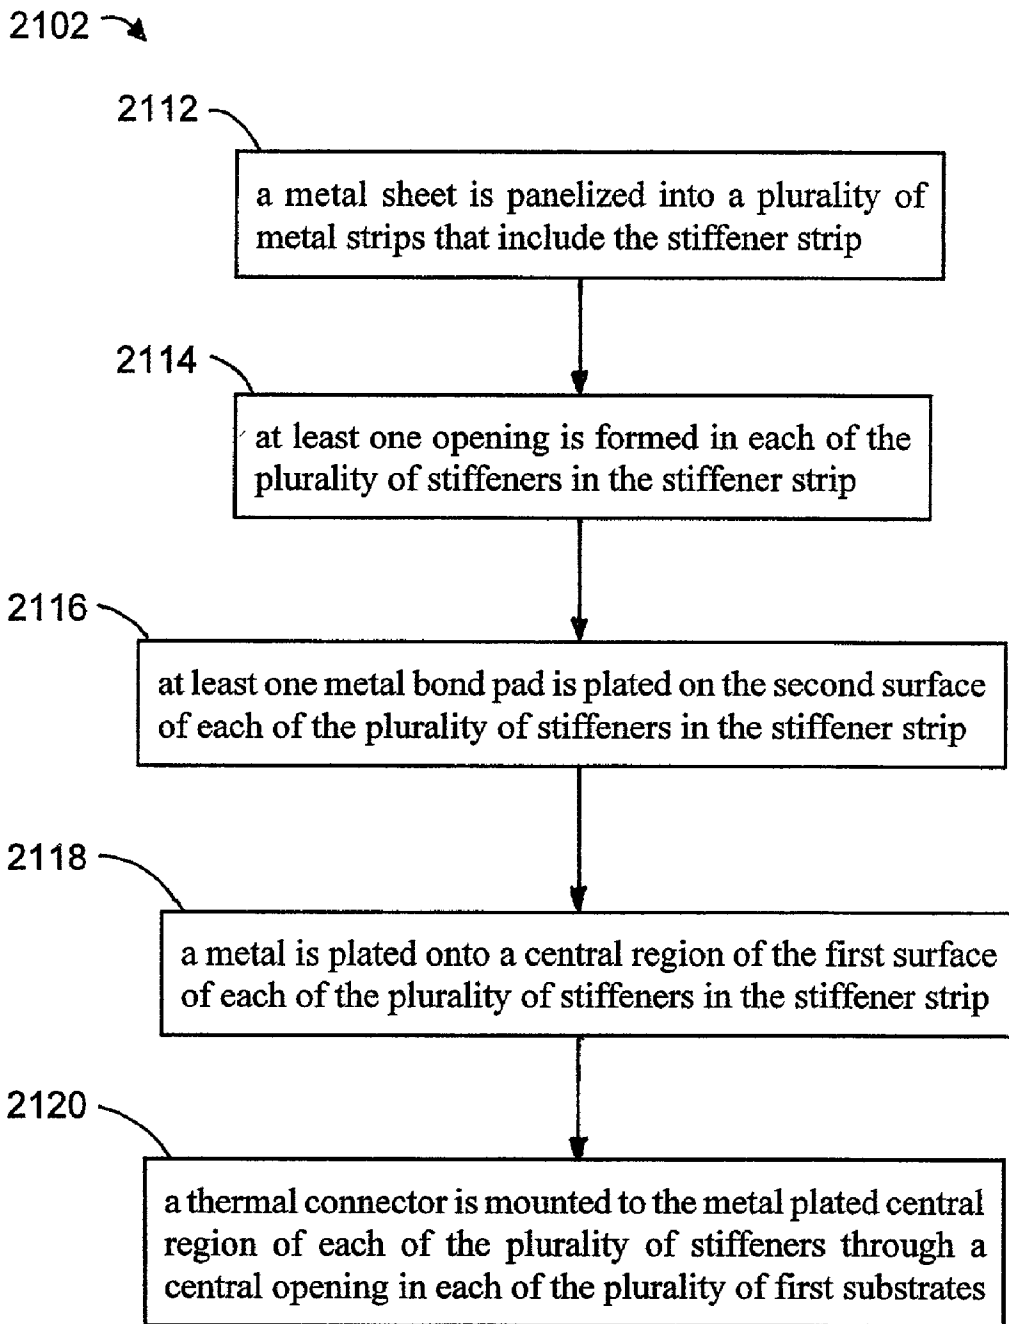 2102
2112
a metal sheet is panelized into a plurality of
metal strips that include the stiffener strip
2114
at least one opening is formed in each of the
plurality of stiffeners in the stiffener strip
2116
at least one metal bond pad is plated on the second surface
of each of the plurality of stiffeners in the stiffener strip
2118
a metal is plated onto a central region of the first surface
of each of the plurality of stiffeners in the stiffener strip
2120
a thermal connector is mounted to the metal plated central
region of each of the plurality of stiffeners through a
central opening in each of the plurality of first substrates